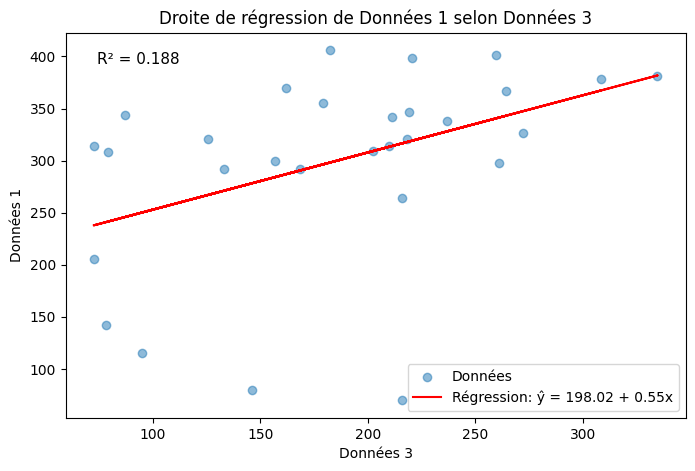 Droite de régression de Données 1 selon Données 3
R² = 0.188
400
350
300
250
200
150
100
Données 1
100
150
200
250
300
Données 3
Données
Régression: ŷ = 198.02 + 0.55x